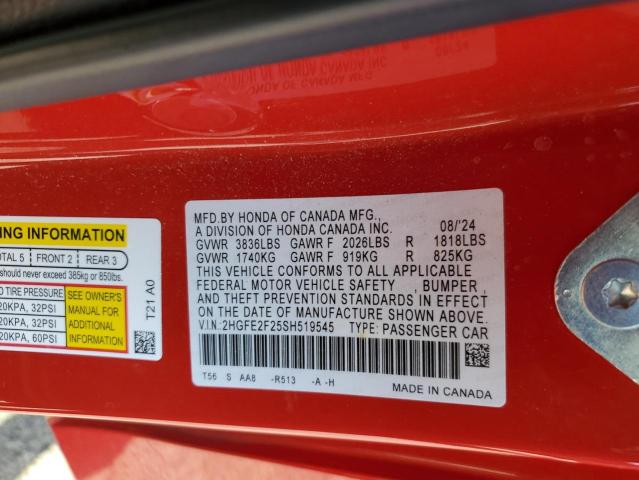 MFD.BY HONDA OF CANADA MFG.,
A DIVISION OF HONDA CANADA INC. 08/'24
GVWR 3836LBS GAWR F 2026LBS R 1818LBS
GVWR 1740KG GAWR F 919KG R 825KG
THIS VEHICLE CONFORMS TO ALL APPLICABLE
FEDERAL MOTOR VEHICLE SAFETY , BUMPER ,
AND THEFT PREVENTION STANDARDS IN EFFECT
ON THE DATE OF MANUFACTURE SHOWN ABOVE.
V.I.N.:2HGFE2F25SH519545 TYPE: PASSENGER CAR
T56 S AA8 -R513 -A -H
MADE IN CANADA
ING INFORMATION
OTAL 5 FRONT 2 REAR 3
should never exceed 385kg or 850lbs.
TIRE PRESSURE
20KPA, 32PSI
20KPA, 32PSI
20KPA, 60PSI
SEE OWNER'S
MANUAL FOR
ADDITIONAL
INFORMATION
T21 A0